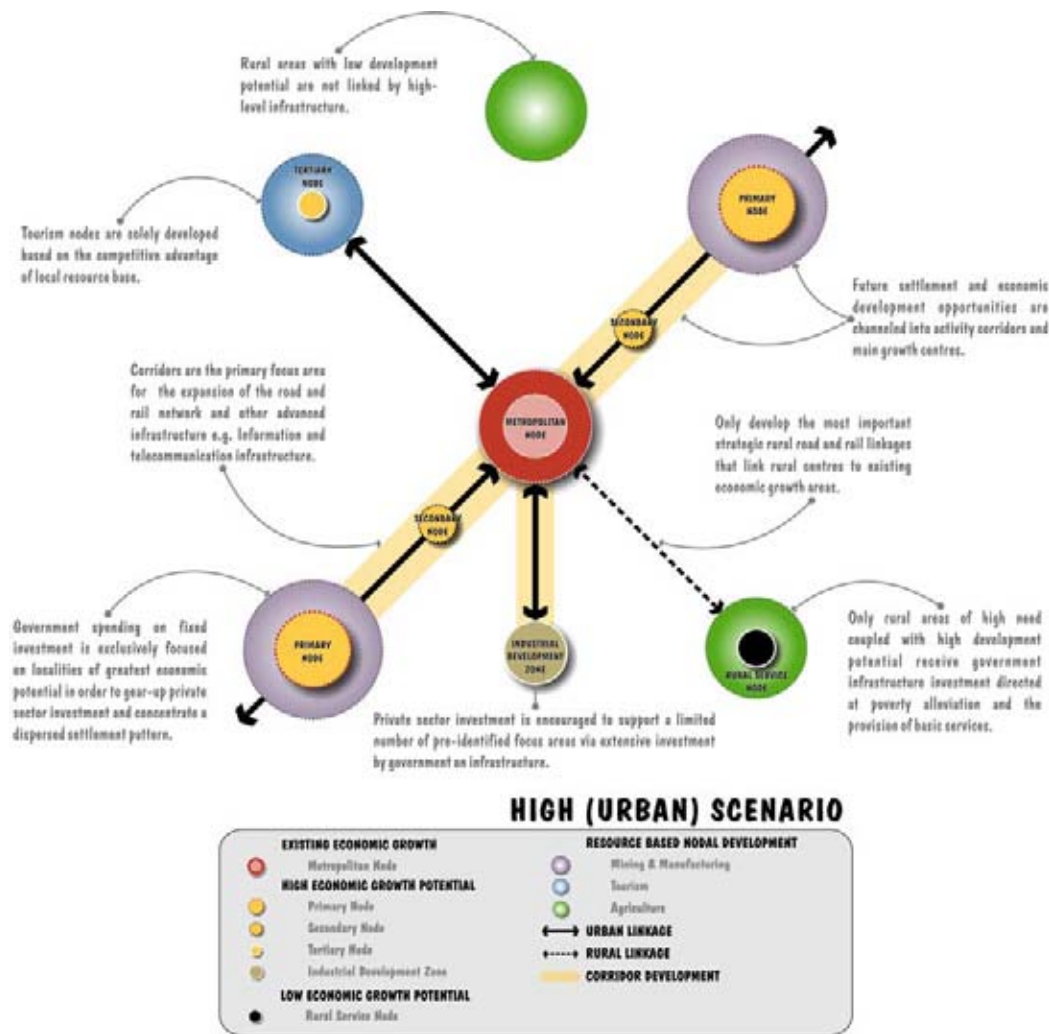 Rural areas with low development
potential are not linked by high-
level infrastructure.
TERTIARY
NODE
PRIMARY
NODE
Tourism nodes are solely developed
based on the competitive advantage
of local resource base.
Future settlement and economic
development opportunities are
channeled into activity corridors and
main growth centres.
SECONDARY
NODE
Corridors are the primary focus area
for the expansion of the road and
rail network and other advanced
infrastructure e.g. Information and
telecommunication infrastructure.
METROPOLITAN
NODE
Only develop the most important
strategic rural road and rail linkages
that link rural centres to existing
economic growth areas.
SECONDARY
NODE
Government spending on fixed
investment is exclusively focused
on localities of greatest economic
potential in order to gear-up private
sector investment and concentrate a
dispersed settlement pattern.
PRIMARY
NODE
INDUSTRIAL
DEVELOPMENT
ZONE
RURAL SERVICE
NODE
Only rural areas of high need
coupled with high development
potential receive government
infrastructure investment directed
at poverty alleviation and the
provision of basic services.
Private sector investment is encouraged to support a limited
number of pre-identified focus areas via extensive investment
by government on infrastructure.
HIGH (URBAN) SCENARIO
EXISTING ECONOMIC GROWTH
Metropolitan Node
HIGH ECONOMIC GROWTH POTENTIAL
Primary Node
Secondary Node
Tertiary Node
Industrial Development Zone
LOW ECONOMIC GROWTH POTENTIAL
Rural Service Node
RESOURCE BASED NODAL DEVELOPMENT
Mining & Manufacturing
Tourism
Agriculture
URBAN LINKAGE
RURAL LINKAGE
CORRIDOR DEVELOPMENT